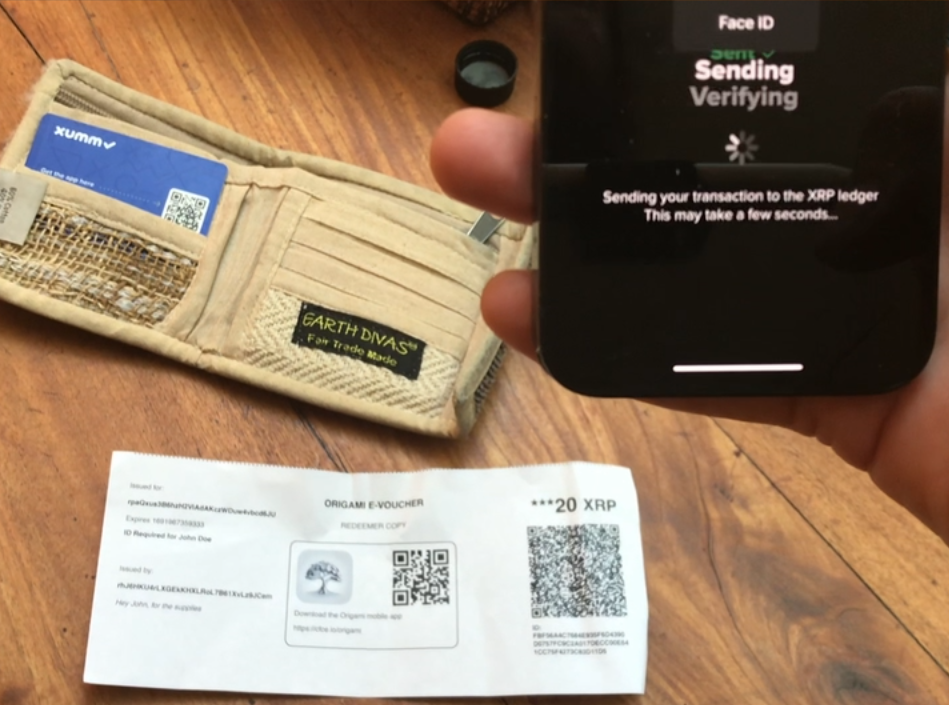 Face ID
Sent ✓
Sending
Verifying
Sending your transaction to the XRP ledger
This may take a few seconds...
xumm
Get the app here
EARTH DIVAS
Fair Trade Made
Issued for:
Expires 1691967359333
ID Required for John Doe
Issued by:
Hey John, for the supplies
ORIGAMI E-VOUCHER
REDEEMER COPY
Download the Origami mobile app
***20 XRP
ID: